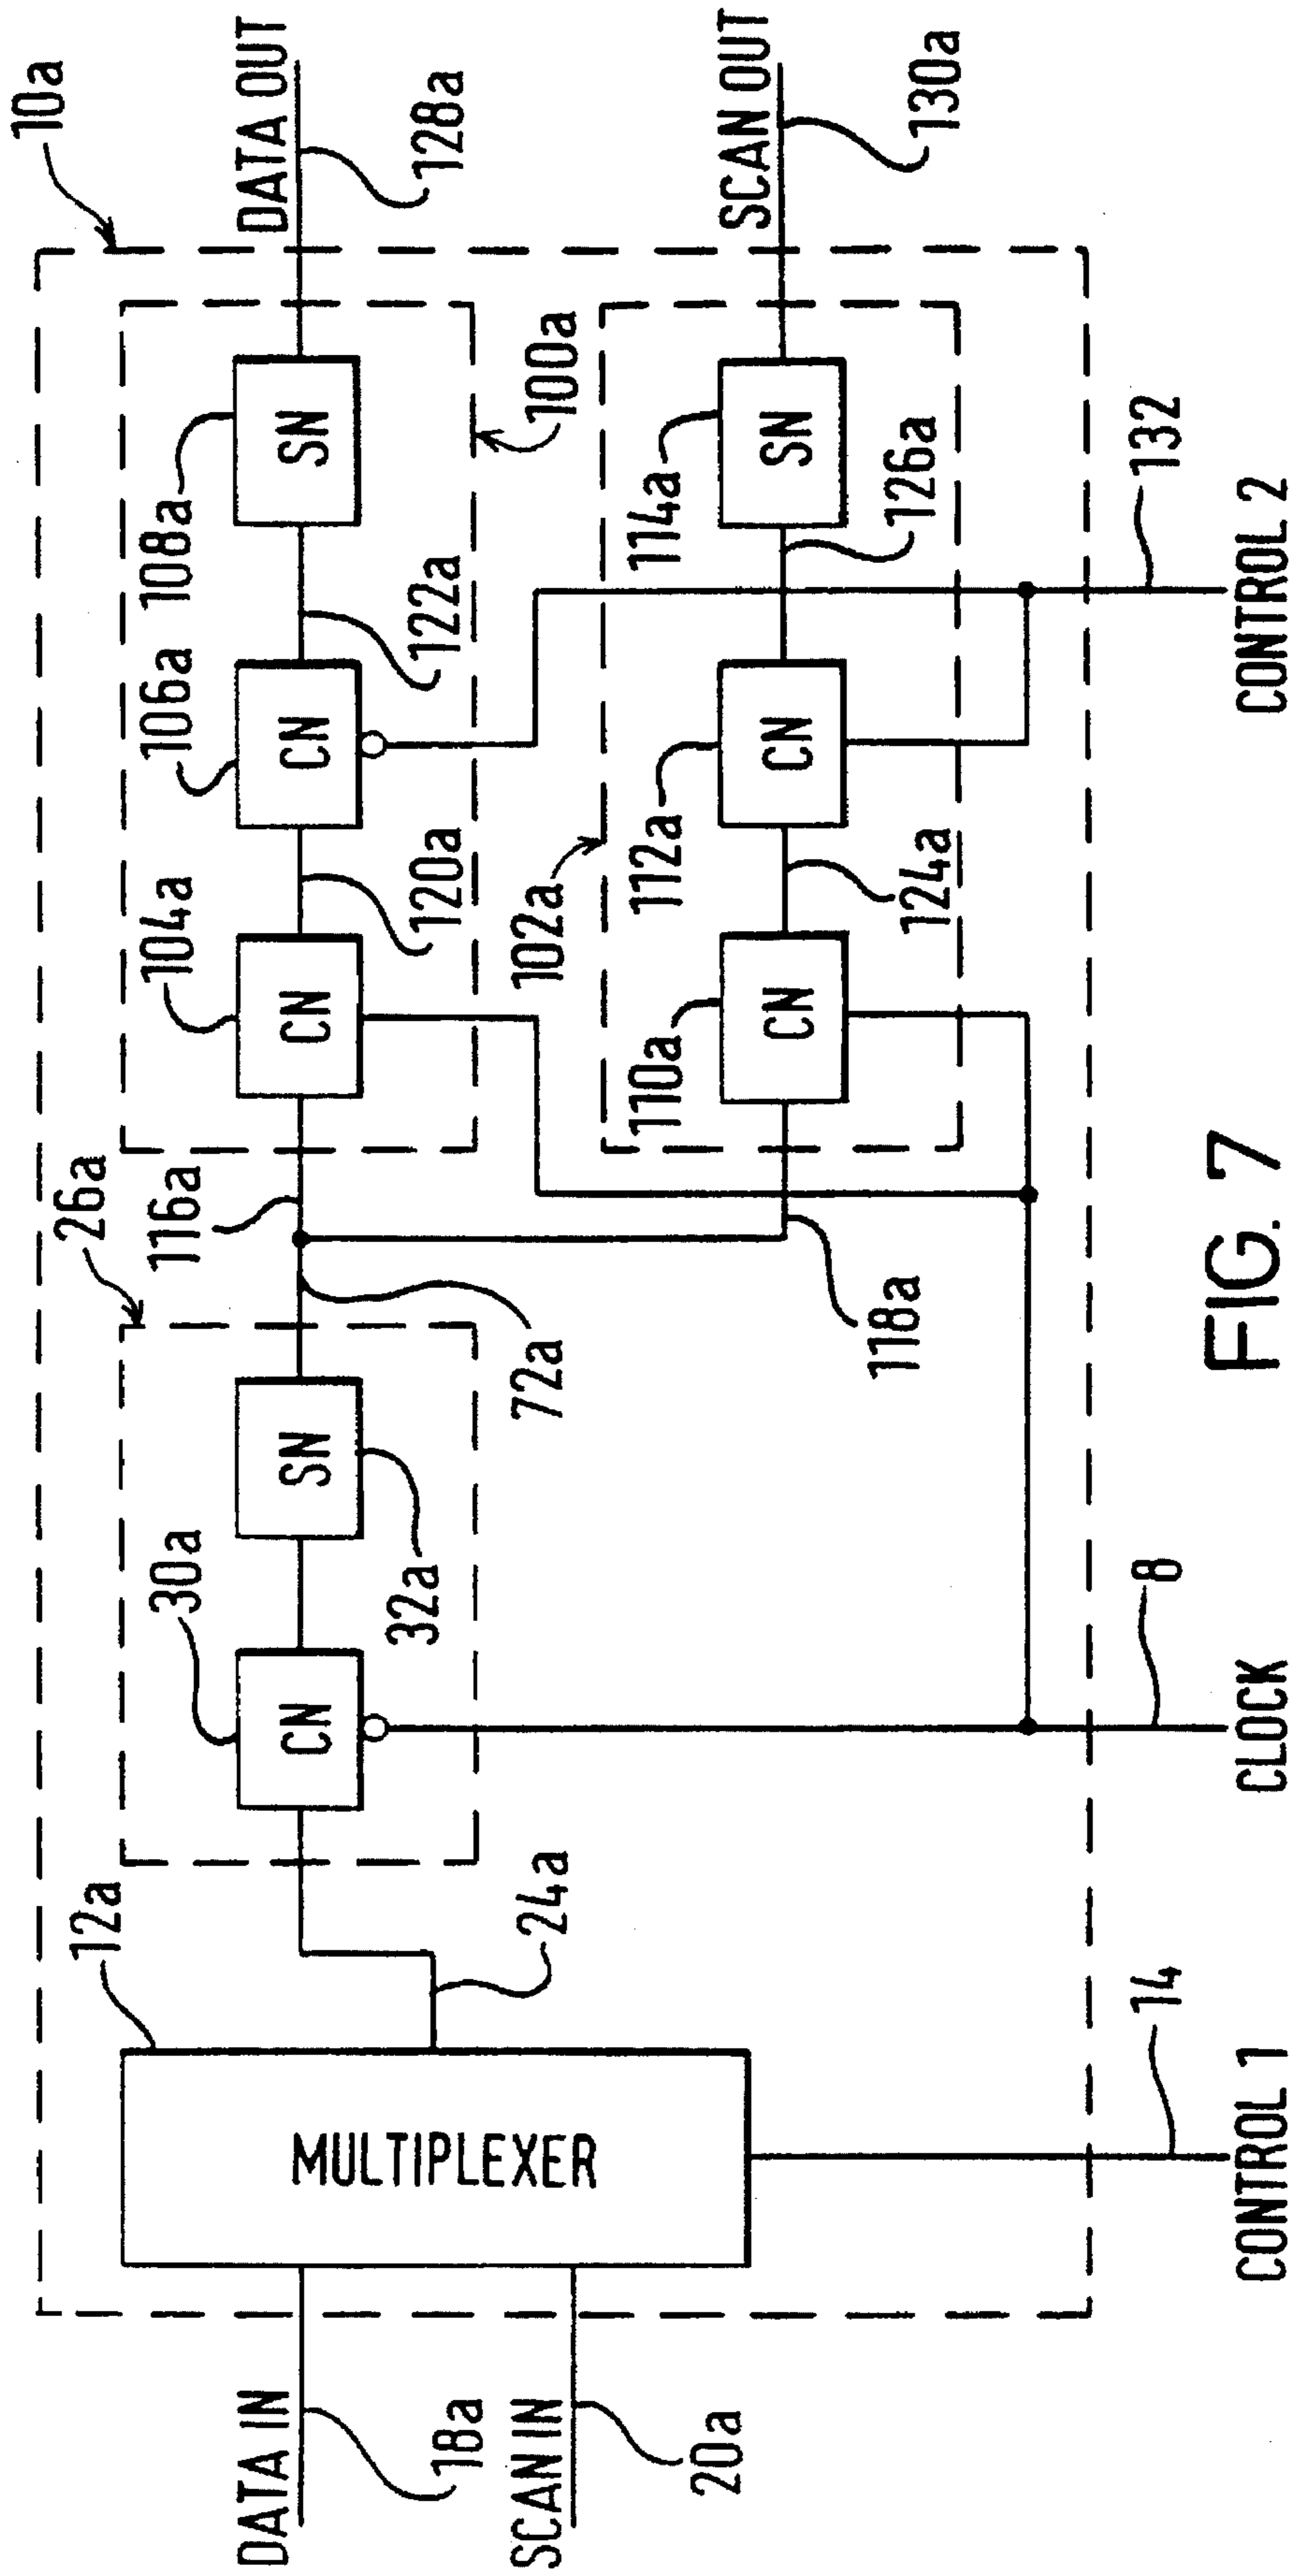 10a
DATA OUT
128a
SCAN OUT
130a
108a
SN
122a
106a
CN
120a
104a
CN
100a
114a
SN
126a
112a
CN
124a
110a
CN
102a
132
CONTROL 2
26a
116a
72a
118a
30a
CN
SN
32a
8
CLOCK
12a
24a
MULTIPLEXER
14
CONTROL 1
DATA IN
18a
SCAN IN
20a
FIG. 7